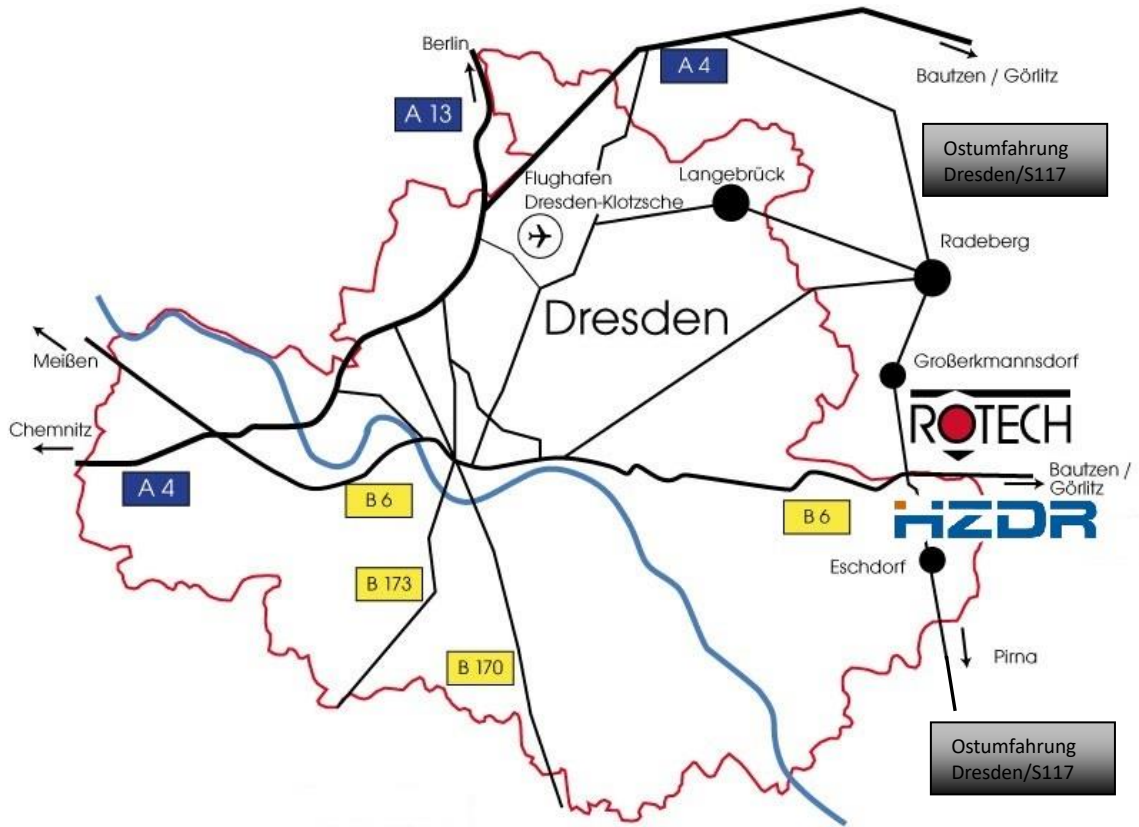 Berlin
A 4
Bautzen / Görlitz
A 13
Ostumfahrung
Dresden/S117
Flughafen
Dresden-Klotzsche
Langebrück
Radeberg
Dresden
Meißen
Großerkmannsdorf
ROTECH
Chemnitz
A 4
B 6
B 6
Bautzen /
Görlitz
HZDR
Eschdorf
B 173
B 170
Pirna
Ostumfahrung
Dresden/S117